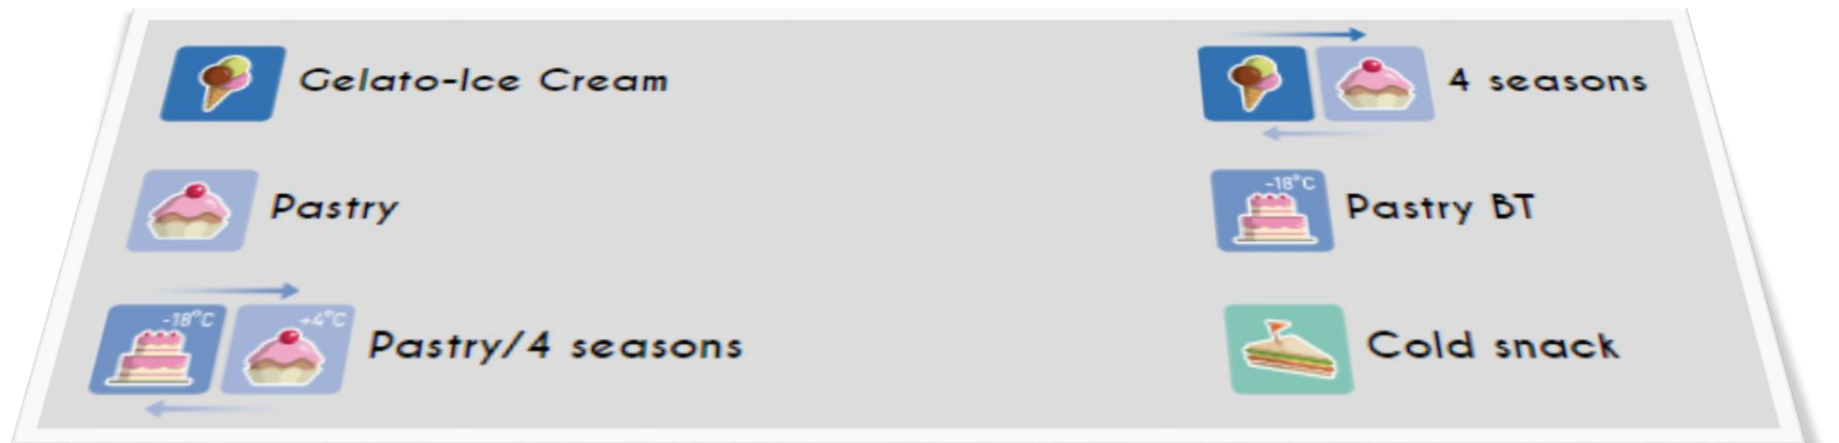 Gelato-Ice Cream
4 seasons
Pastry
-18°C
Pastry BT
-18°C
+4°C
Pastry/4 seasons
Cold snack